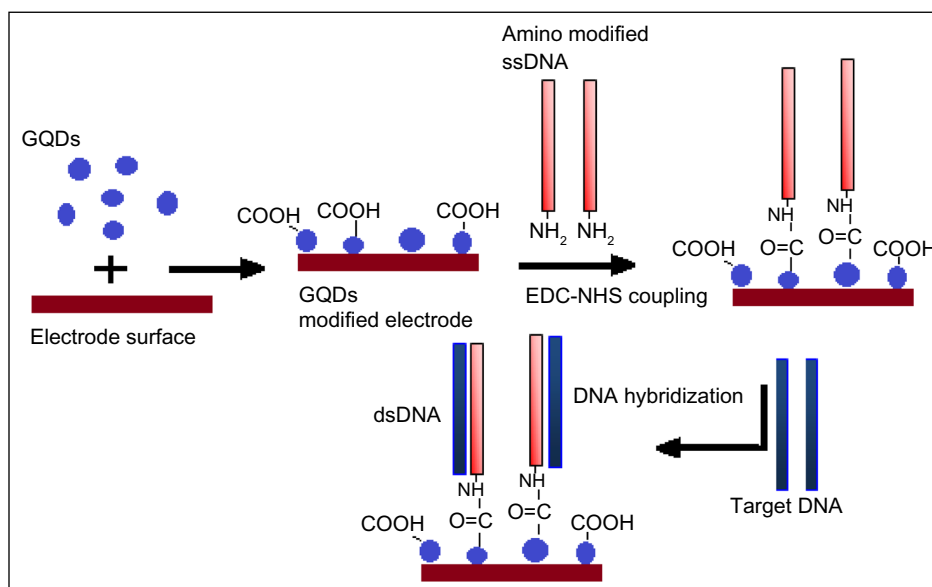 Amino modified
ssDNA
GQDs
COOH
COOH
COOH
NH2 NH2
NH
NH
O=C
O=C
COOH
COOH
Electrode surface
GQDs
modified electrode
EDC-NHS coupling
dsDNA
DNA hybridization
Target DNA
NH
NH
O=C
O=C
COOH
COOH